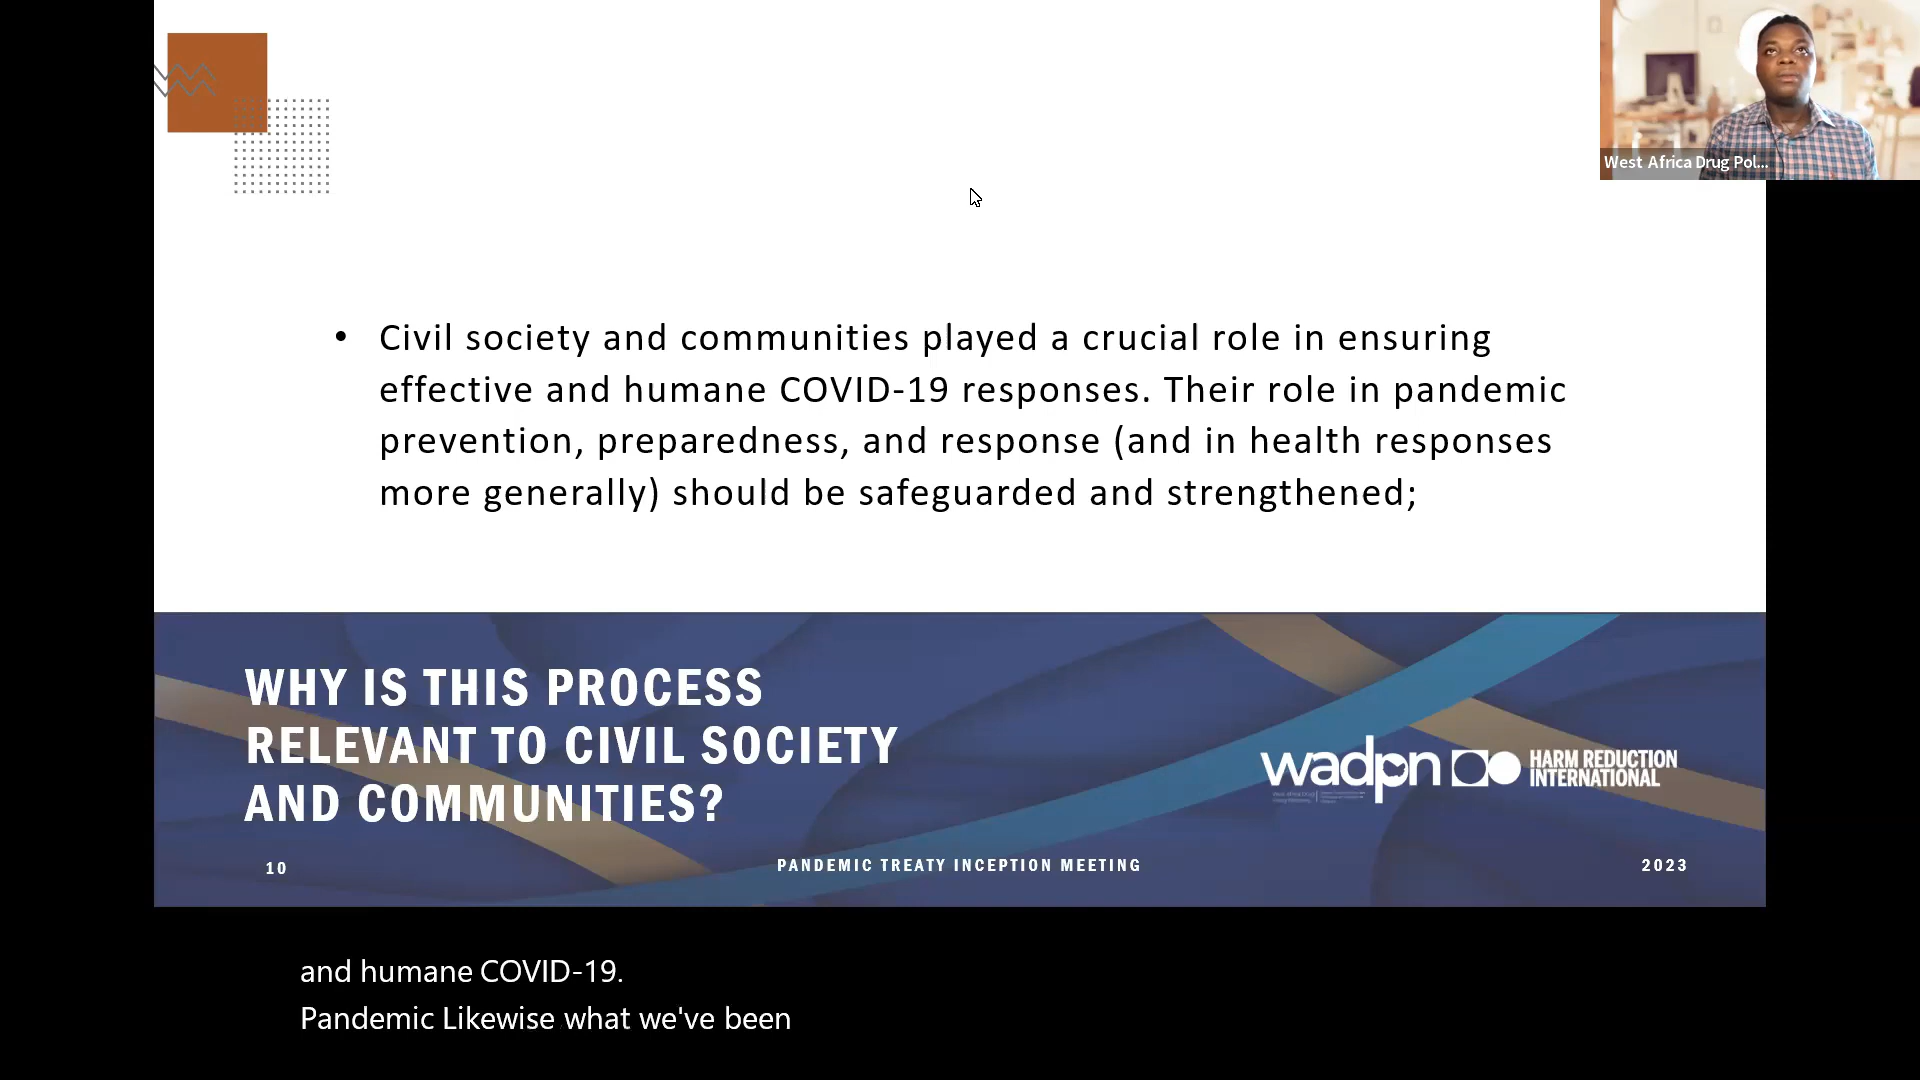 West Africa Drug Pol...
• Civil society and communities played a crucial role in ensuring
effective and humane COVID-19 responses. Their role in pandemic
prevention, preparedness, and response (and in health responses
more generally) should be safeguarded and strengthened;
WHY IS THIS PROCESS
RELEVANT TO CIVIL SOCIETY
AND COMMUNITIES?
wadpn
HARM REDUCTION
INTERNATIONAL
10
PANDEMIC TREATY INCEPTION MEETING
2023
and humane COVID-19.
Pandemic Likewise what we've been